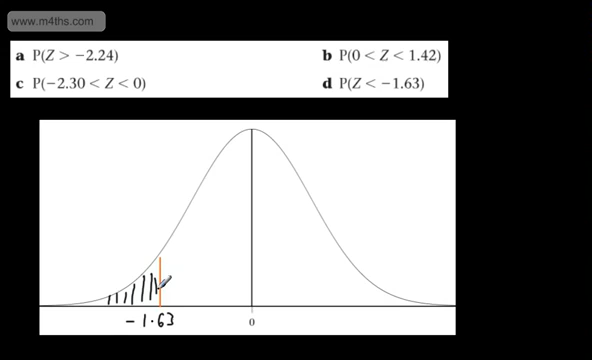 www.m4ths.com
a P(Z > −2.24) b P(0 < Z < 1.42)
c P(−2.30 < Z < 0) d P(Z < −1.63)
-1.63 0